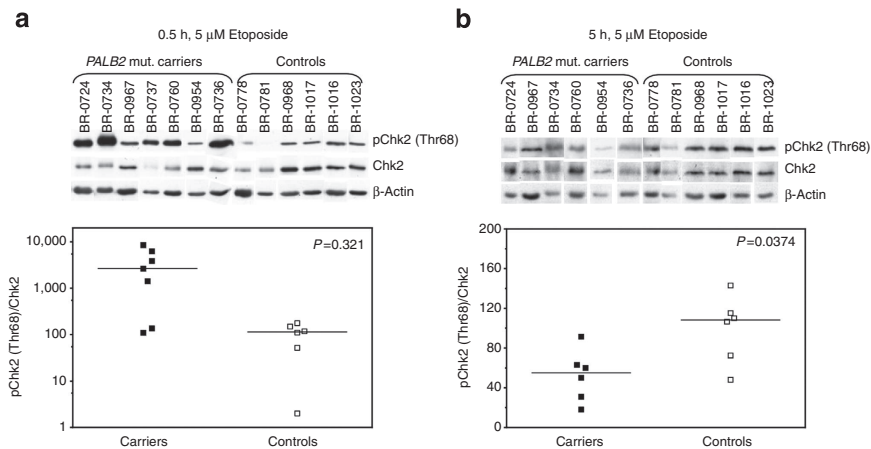 a
0.5 h, 5 µM Etoposide
PALB2 mut. carriers
Controls
BR-0724
BR-0734
BR-0967
BR-0737
BR-0760
BR-0954
BR-0736
BR-0778
BR-0781
BR-0968
BR-1017
BR-1016
BR-1023
pChk2 (Thr68)
Chk2
β-Actin
P=0.321
pChk2 (Thr68)/Chk2
10,000
1,000
100
10
1
Carriers
Controls
b
5 h, 5 µM Etoposide
PALB2 mut. carriers
Controls
BR-0724
BR-0967
BR-0734
BR-0760
BR-0954
BR-0736
BR-0778
BR-0781
BR-0968
BR-1017
BR-1016
BR-1023
pChk2 (Thr68)
Chk2
β-Actin
P=0.0374
pChk2 (Thr68)/Chk2
200
160
120
80
40
0
Carriers
Controls